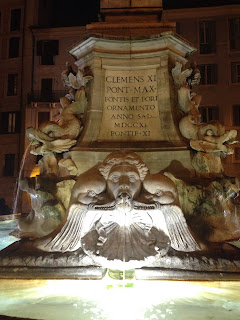 CLEMENS XI
PONT·MAX·
FONTIS ET FORI
ORNAMENTO
ANNO SAL·
MDCCXI
PONTIF·XI